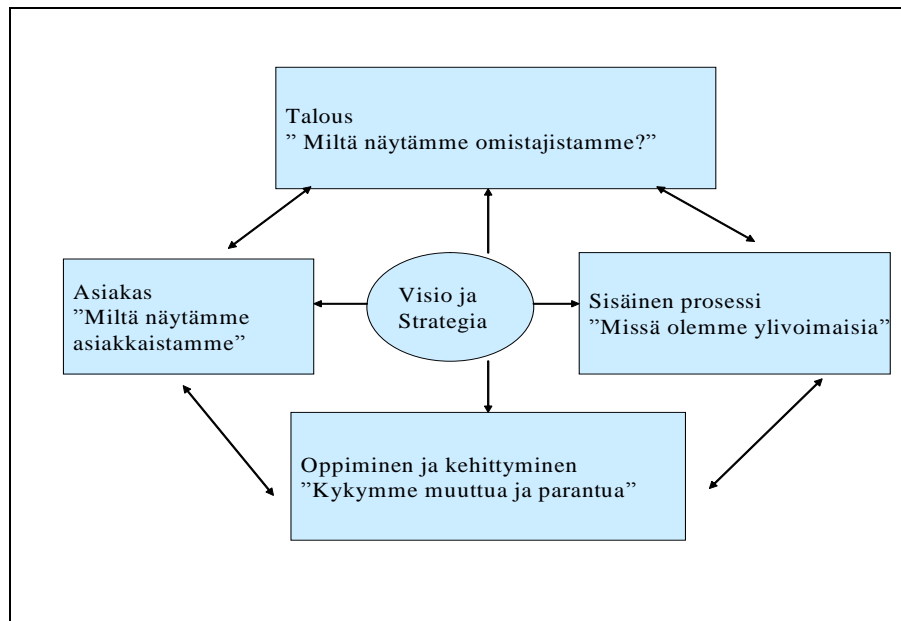 Talous
” Miltä näytämme omistajistamme?”
Asiakas
”Miltä näytämme
asiakkaistamme”
Visio ja
Strategia
Sisäinen prosessi
”Missä olemme ylivoimaisia”
Oppiminen ja kehittyminen
”Kykymme muuttua ja parantua”